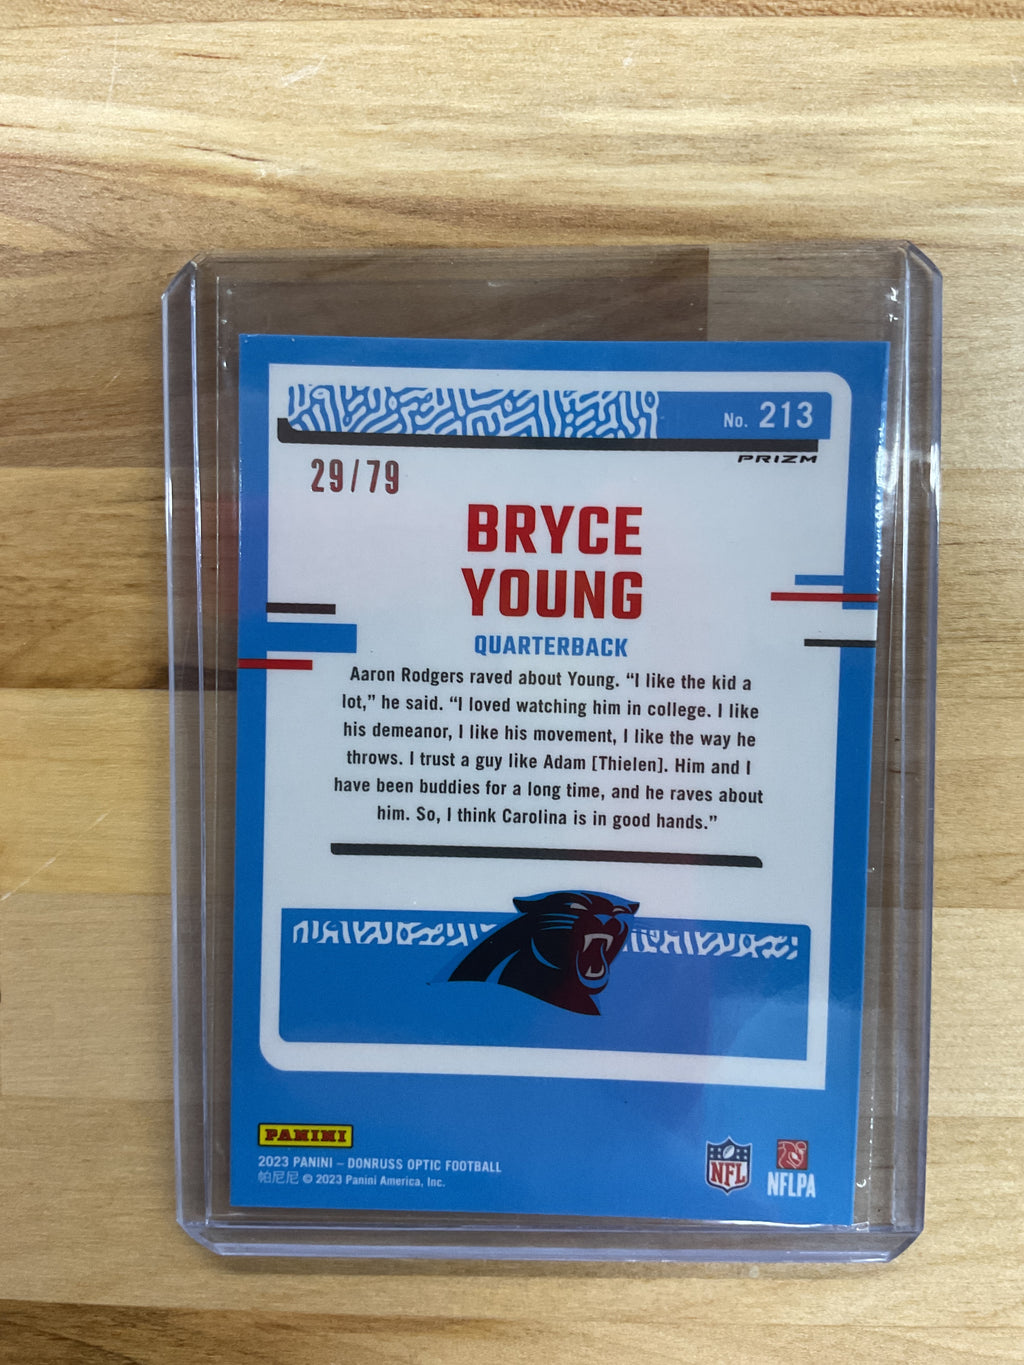 No. 213
PRIZM
29/79
BRYCE
YOUNG
QUARTERBACK
Aaron Rodgers raved about Young. “I like the kid a
lot,” he said. “I loved watching him in college. I like
his demeanor, I like his movement, I like the way he
throws. I trust a guy like Adam [Thielen]. Him and I
have been buddies for a long time, and he raves about
him. So, I think Carolina is in good hands.”
PANINI
2023 PANINI – DONRUSS OPTIC FOOTBALL
帕尼尼 © 2023 Panini America, Inc.
NFL
NFLPA